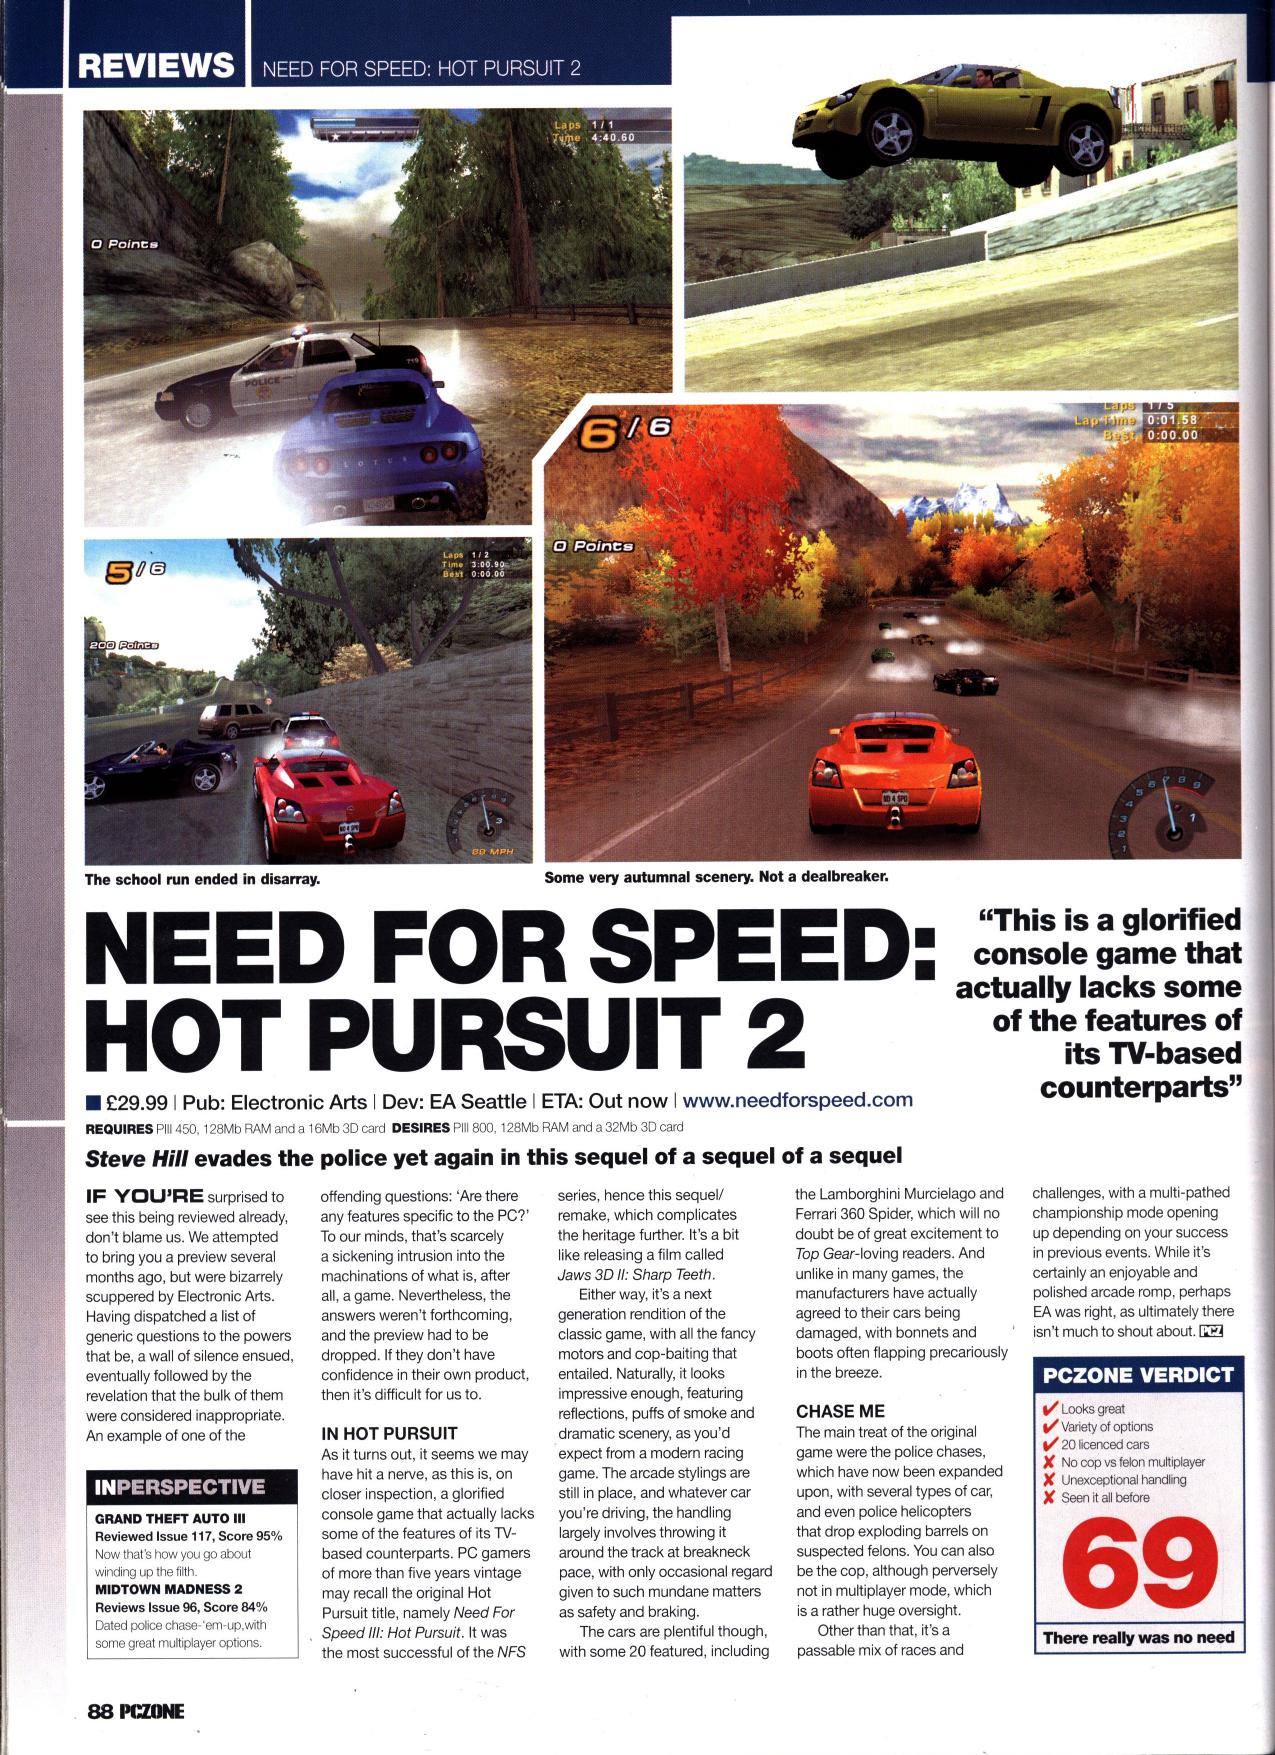 REVIEWS
NEED FOR SPEED: HOT PURSUIT 2
Laps 1/1
Time 4:40.60
0 Points
POLICE
719
LOTUS
6/6
Laps 1/5
Lap Time 0:01.58
Best 0:00.00
0 Points
5/6
Laps 1/2
Time 3:00.90
Best 0:00.00
200 Points
ND 4 SPD
89 MPH
ND 4 SPD
The school run ended in disarray.
Some very autumnal scenery. Not a dealbreaker.
NEED FOR SPEED:
HOT PURSUIT 2
“This is a glorified
console game that
actually lacks some
of the features of
its TV-based
counterparts”
£29.99 | Pub: Electronic Arts | Dev: EA Seattle | ETA: Out now | www.needforspeed.com
REQUIRES PIII 450, 128Mb RAM and a 16Mb 3D card DESIRES PIII 800, 128Mb RAM and a 32Mb 3D card
Steve Hill evades the police yet again in this sequel of a sequel of a sequel
IF YOU'RE surprised to
see this being reviewed already,
don't blame us. We attempted
to bring you a preview several
months ago, but were bizarrely
scuppered by Electronic Arts.
Having dispatched a list of
generic questions to the powers
that be, a wall of silence ensued,
eventually followed by the
revelation that the bulk of them
were considered inappropriate.
An example of one of the
INPERSPECTIVE
GRAND THEFT AUTO III
Reviewed Issue 117, Score 95%
Now that's how you go about
winding up the filth.
MIDTOWN MADNESS 2
Reviews Issue 96, Score 84%
Dated police chase-'em-up,with
some great multiplayer options.
offending questions: 'Are there
any features specific to the PC?'
To our minds, that's scarcely
a sickening intrusion into the
machinations of what is, after
all, a game. Nevertheless, the
answers weren't forthcoming,
and the preview had to be
dropped. If they don't have
confidence in their own product,
then it's difficult for us to.
IN HOT PURSUIT
As it turns out, it seems we may
have hit a nerve, as this is, on
closer inspection, a glorified
console game that actually lacks
some of the features of its TV-
based counterparts. PC gamers
of more than five years vintage
may recall the original Hot
Pursuit title, namely Need For
Speed III: Hot Pursuit. It was
the most successful of the NFS
series, hence this sequel/
remake, which complicates
the heritage further. It's a bit
like releasing a film called
Jaws 3D II: Sharp Teeth.
Either way, it's a next
generation rendition of the
classic game, with all the fancy
motors and cop-baiting that
entailed. Naturally, it looks
impressive enough, featuring
reflections, puffs of smoke and
dramatic scenery, as you'd
expect from a modern racing
game. The arcade stylings are
still in place, and whatever car
you're driving, the handling
largely involves throwing it
around the track at breakneck
pace, with only occasional regard
given to such mundane matters
as safety and braking.
The cars are plentiful though,
with some 20 featured, including
the Lamborghini Murcielago and
Ferrari 360 Spider, which will no
doubt be of great excitement to
Top Gear-loving readers. And
unlike in many games, the
manufacturers have actually
agreed to their cars being
damaged, with bonnets and
boots often flapping precariously
in the breeze.
CHASE ME
The main treat of the original
game were the police chases,
which have now been expanded
upon, with several types of car,
and even police helicopters
that drop exploding barrels on
suspected felons. You can also
be the cop, although perversely
not in multiplayer mode, which
is a rather huge oversight.
Other than that, it's a
passable mix of races and
challenges, with a multi-pathed
championship mode opening
up depending on your success
in previous events. While it's
certainly an enjoyable and
polished arcade romp, perhaps
EA was right, as ultimately there
isn't much to shout about. PCZ
PCZONE VERDICT
Looks great
Variety of options
20 licenced cars
No cop vs felon multiplayer
Unexceptional handling
Seen it all before
69
There really was no need
88 PCZONE